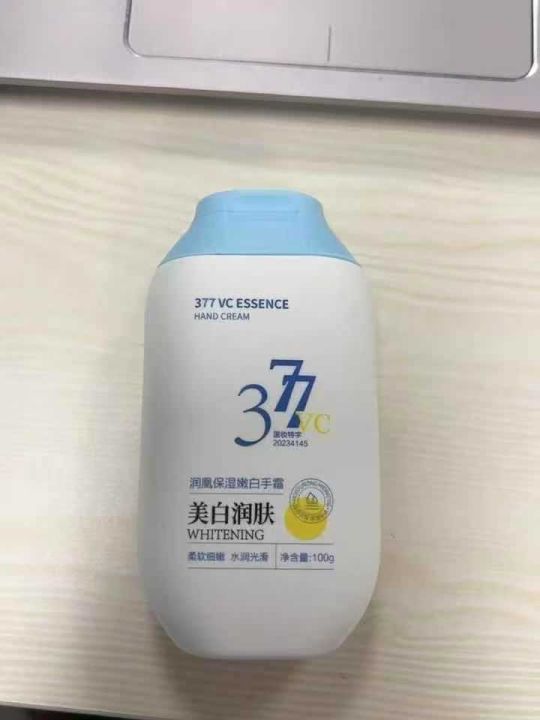 377 VC ESSENCE
HAND CREAM
377
VC
国妆特字
20234145
润凰保湿嫩白手霜
美白润肤
WHITENING
柔软细嫩 水润光滑 净含量:100g